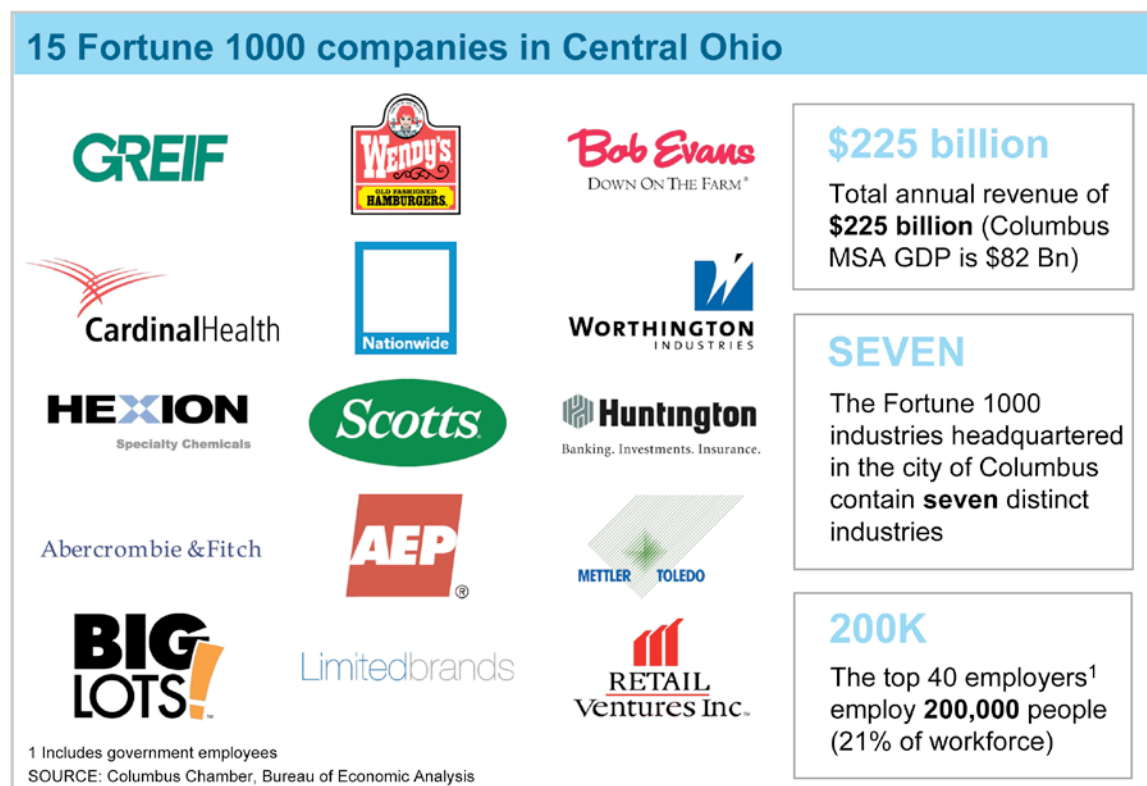 15 Fortune 1000 companies in Central Ohio
GREIF
WENDY'S
OLD FASHIONED
HAMBURGERS.
Bob Evans
DOWN ON THE FARM®
CardinalHealth
Nationwide
WORTHINGTON
INDUSTRIES
HEXION
Specialty Chemicals
Scotts
Huntington
Banking. Investments. Insurance.
Abercrombie &Fitch
AEP
®
METTLER TOLEDO
BIG
LOTS!™
Limitedbrands
RETAIL
Ventures Inc.™
$225 billion
Total annual revenue of
$225 billion (Columbus
MSA GDP is $82 Bn)
SEVEN
The Fortune 1000
industries headquartered
in the city of Columbus
contain seven distinct
industries
200K
The top 40 employers1
employ 200,000 people
(21% of workforce)
1 Includes government employees
SOURCE: Columbus Chamber, Bureau of Economic Analysis